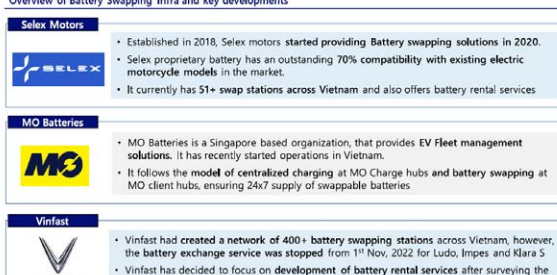 Overview of Battery Swapping Infra and key developments
Selex Motors
SELEX
• Established in 2018, Selex motors started providing Battery swapping solutions in 2020.
• Selex proprietary battery has an outstanding 70% compatibility with existing electric
motorcycle models in the market.
• It currently has 51+ swap stations across Vietnam and also offers battery rental services
MO Batteries
MO
• MO Batteries is a Singapore based organization, that provides EV Fleet management
solutions. It has recently started operations in Vietnam.
• It follows the model of centralized charging at MO Charge hubs and battery swapping at
MO client hubs, ensuring 24x7 supply of swappable batteries
Vinfast
• Vinfast had created a network of 400+ battery swapping stations across Vietnam, however,
the battery exchange service was stopped from 1st Nov, 2022 for Ludo, Impes and Klara S
• Vinfast has decided to focus on development of battery rental services after surveying the